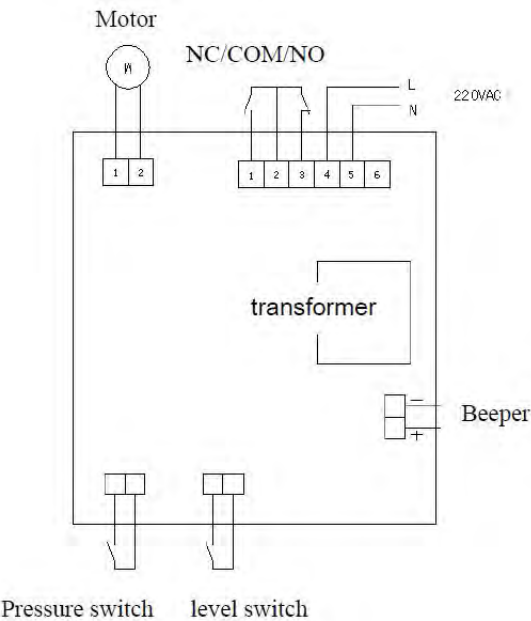 Motor
NC/COM/NO
M
L
220VAC
N
1 2
1 2 3 4 5 6
transformer
−
Beeper
+
Pressure switch level switch